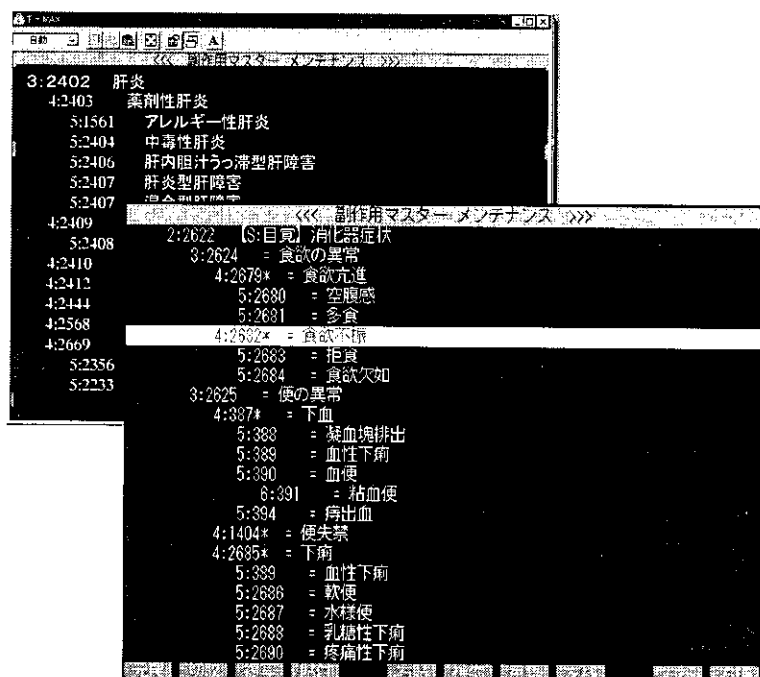 T-MAX
自動
A
<<< 副作用マスター メンテナンス >>>
3:2402 肝炎
4:2403 薬剤性肝炎
5:1561 アレルギー性肝炎
5:2404 中毒性肝炎
5:2406 肝内胆汁うっ滞型肝障害
5:2407 肝炎型肝障害
5:2407 混合型肝障害
4:2409
5:2408
4:2410
4:2412
4:2444
4:2568
4:2669
5:2356
5:2233
<<< 副作用マスター メンテナンス >>>
2:2622 【S:目覚】消化器症状
3:2624 = 食欲の異常
4:2679* = 食欲亢進
5:2680 = 空腹感
5:2681 = 多食
4:2682* = 食欲不振
5:2683 = 拒食
5:2684 = 食欲欠如
3:2625 = 便の異常
4:387* = 下血
5:388 = 凝血塊排出
5:389 = 血性下痢
5:390 = 血便
6:391 = 粘血便
5:394 = 痔出血
4:1404* = 便失禁
4:2685* = 下痢
5:389 = 血性下痢
5:2686 = 軟便
5:2687 = 水様便
5:2688 = 乳糖性下痢
5:2690 = 疼痛性下痢